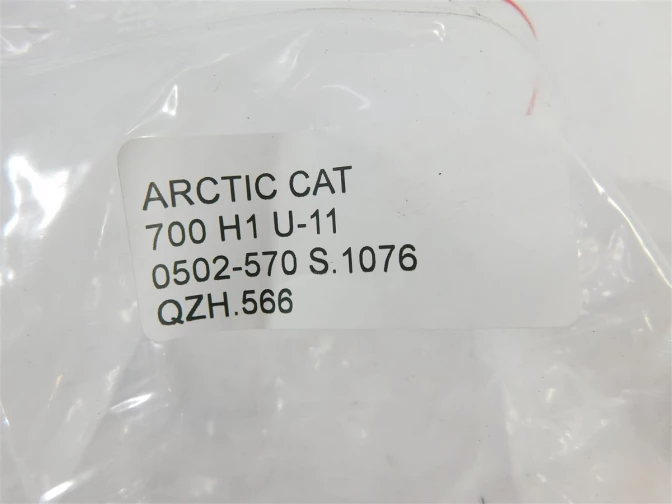 ARCTIC CAT
700 H1 U-11
0502-570 S.1076
QZH.566